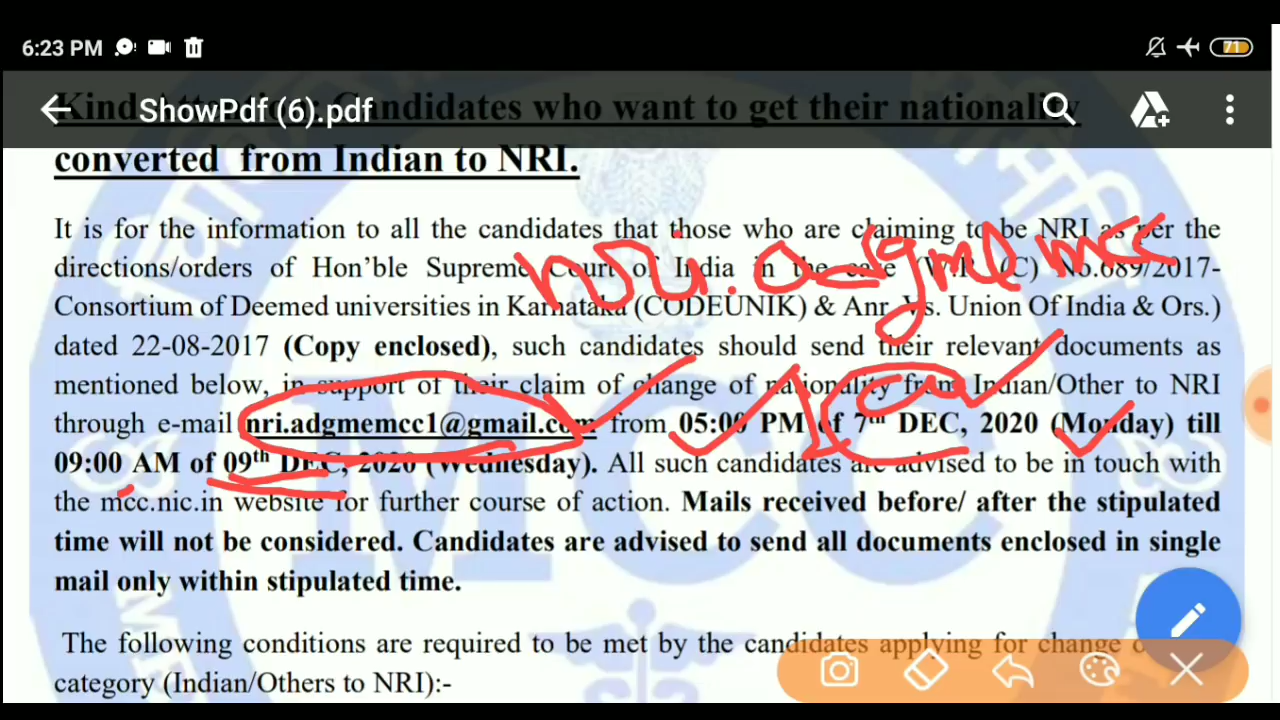 6:23 PM
71
ShowPdf (6).pdf
Kind Candidates who want to get their nationality
converted from Indian to NRI.
It is for the information to all the candidates that those who are claiming to be NRI as per the
directions/orders of Hon'ble Supreme Court of India in the case (W.P. (C) No.689/2017-
Consortium of Deemed universities in Karnataka (CODEUNIK) & Anr. Vs. Union Of India & Ors.)
dated 22-08-2017 (Copy enclosed), such candidates should send their relevant documents as
mentioned below, in support of their claim of change of nationality from Indian/Other to NRI
through e-mail nri.adgmemcc1@gmail.com from 05:00 PM of 7th DEC, 2020 (Monday) till
09:00 AM of 09th DEC, 2020 (Wednesday). All such candidates are advised to be in touch with
the mcc.nic.in website for further course of action. Mails received before/ after the stipulated
time will not be considered. Candidates are advised to send all documents enclosed in single
mail only within stipulated time.
The following conditions are required to be met by the candidates applying for change
category (Indian/Others to NRI):-
MCC